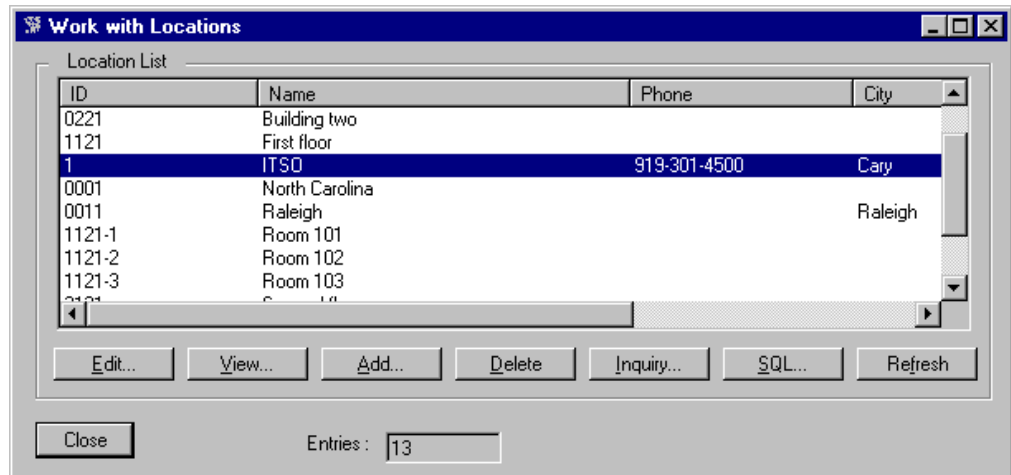 Work with Locations
Location List
ID Name Phone City
0221 Building two
1121 First floor
1 ITSO 919-301-4500 Cary
0001 North Carolina
0011 Raleigh Raleigh
1121-1 Room 101
1121-2 Room 102
1121-3 Room 103
Edit... View... Add... Delete Inquiry... SQL... Refresh
Close Entries : 13